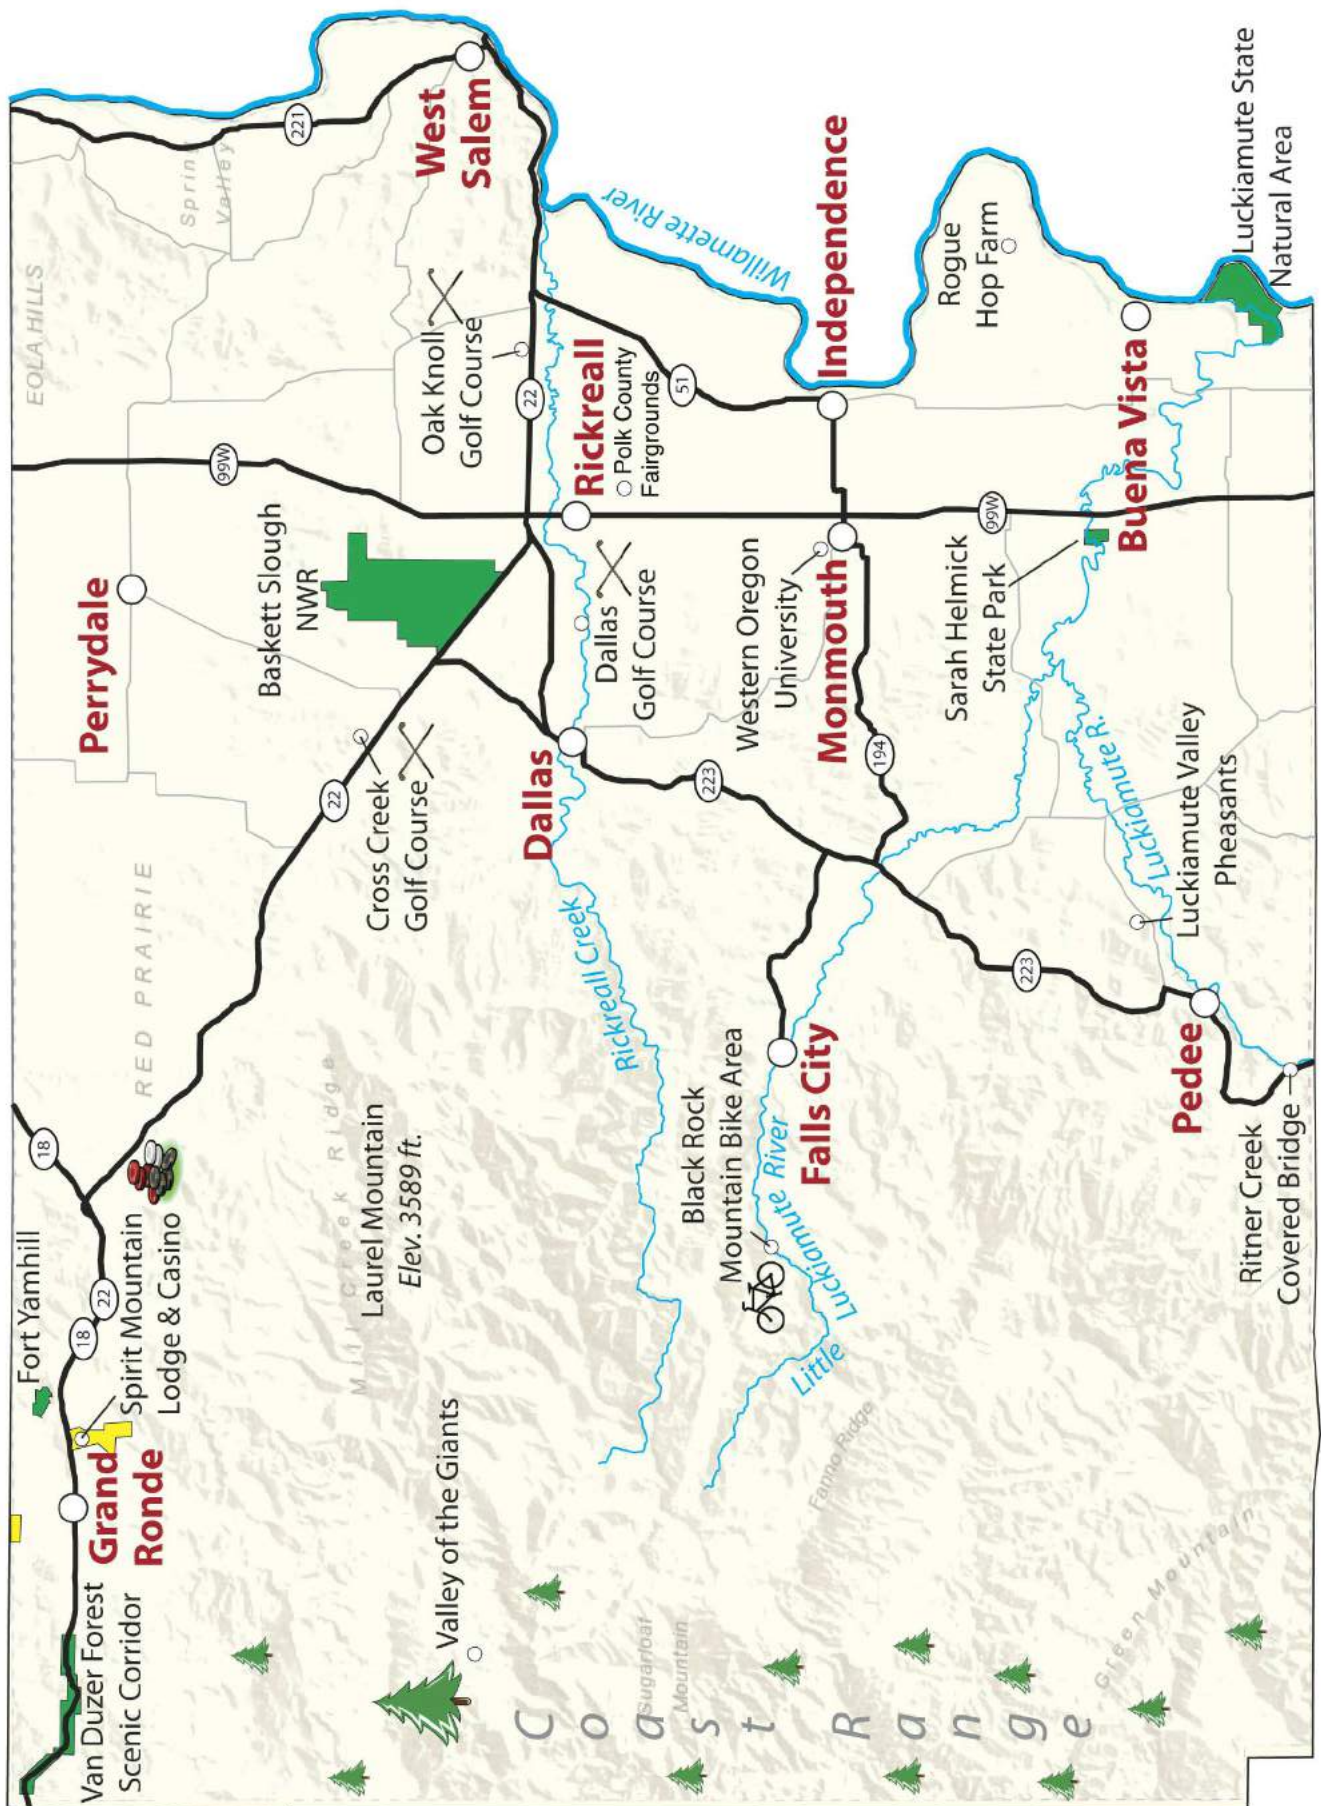 Fort Yamhill
18
22
18
Spirit Mountain
Lodge & Casino
Grand
Ronde
Van Duzer Forest
Scenic Corridor
RED PRAIRIE
Perrydale
EOLA HILLS
Spring
Valley
221
99W
22
Baskett Slough
NWR
Cross Creek
Golf Course
Oak Knoll
Golf Course
West
Salem
22
Mill Creek Ridge
Laurel Mountain
Elev. 3589 ft.
Valley of the Giants
Dallas
Rickreall Creek
Rickreall
Polk County
Fairgrounds
Dallas
Golf Course
51
Willamette River
Independence
Western Oregon
University
Monmouth
223
194
Black Rock
Mountain Bike Area
Falls City
Little Luckiamute River
Fanno Ridge
Sugarloaf
Mountain
Coast Range
Green Mountain
Rogue
Hop Farm
Sarah Helmick
State Park
99W
Buena Vista
Luckiamute State
Natural Area
Luckiamute R.
Luckiamute Valley
Pheasants
223
Pedee
Ritner Creek
Covered Bridge